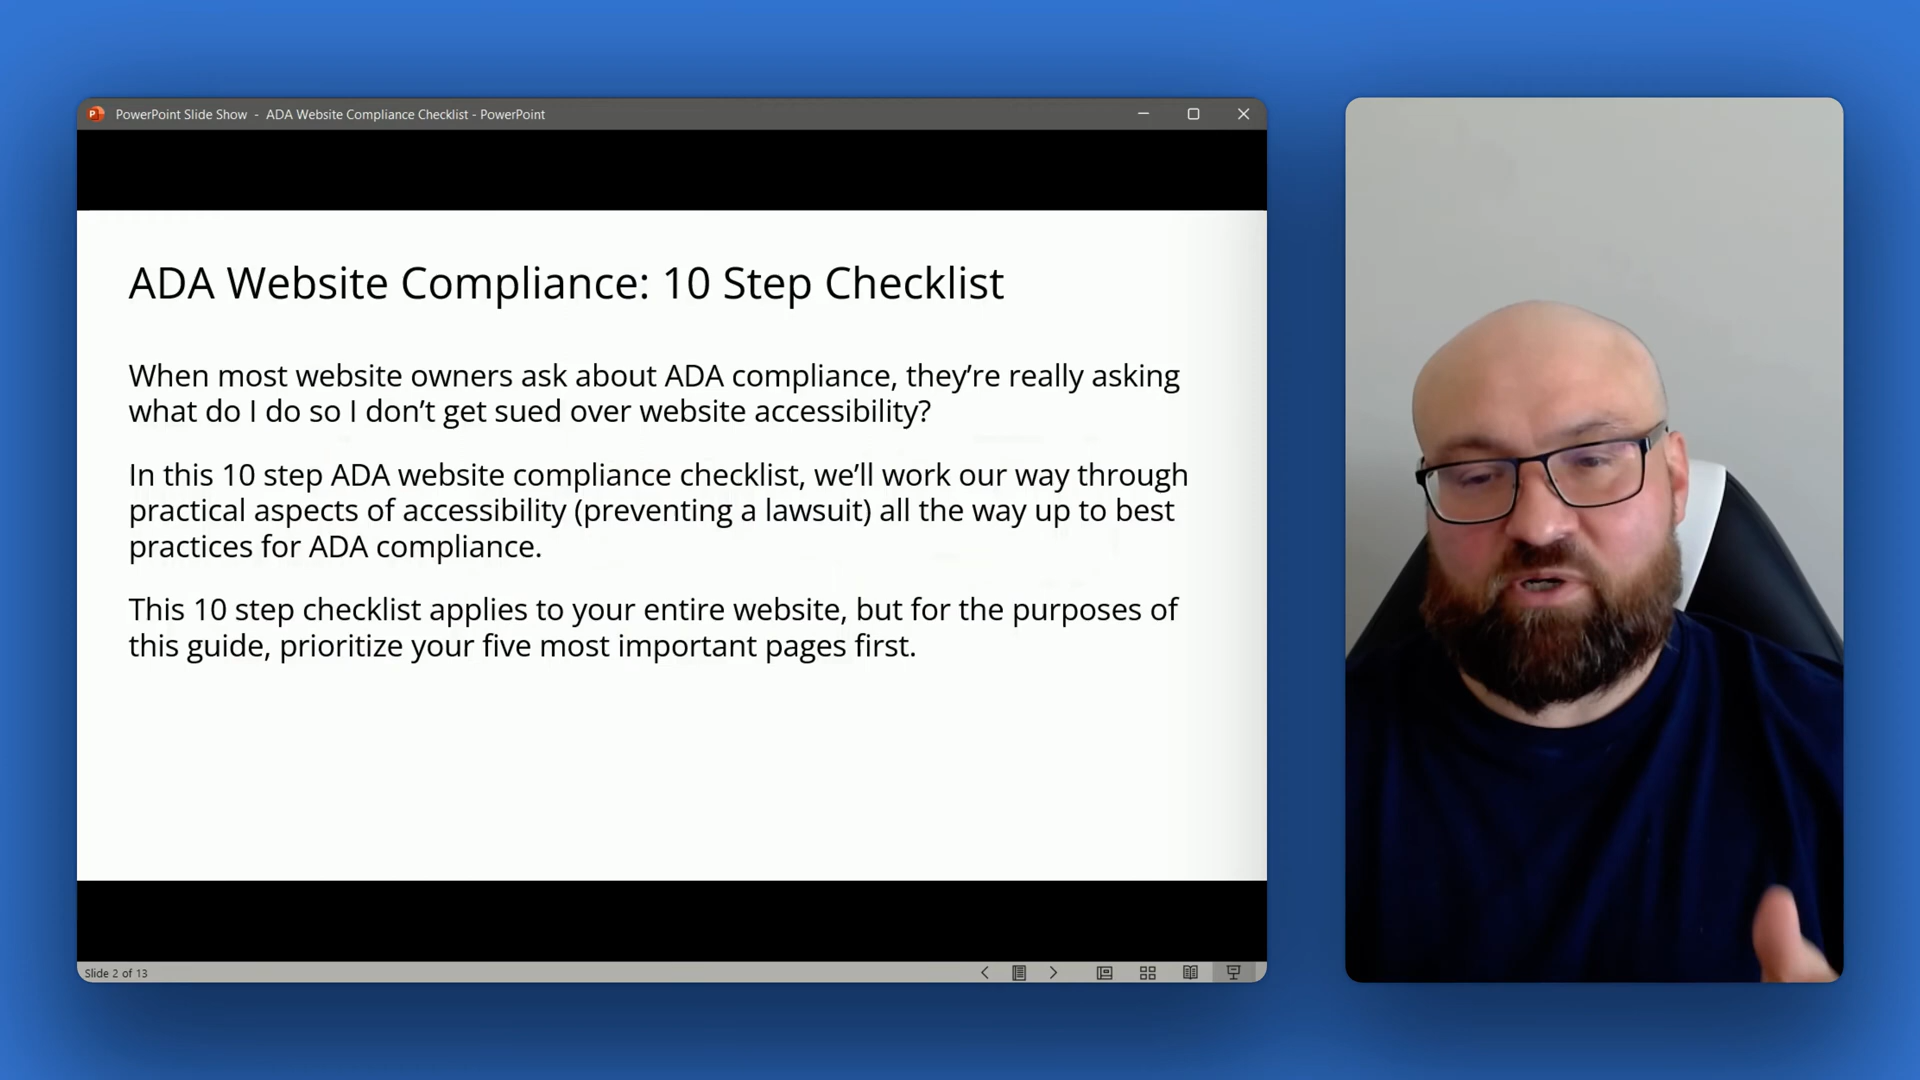 PowerPoint Slide Show - ADA Website Compliance Checklist - PowerPoint
ADA Website Compliance: 10 Step Checklist
When most website owners ask about ADA compliance, they’re really asking
what do I do so I don’t get sued over website accessibility?
In this 10 step ADA website compliance checklist, we’ll work our way through
practical aspects of accessibility (preventing a lawsuit) all the way up to best
practices for ADA compliance.
This 10 step checklist applies to your entire website, but for the purposes of
this guide, prioritize your five most important pages first.
Slide 2 of 13